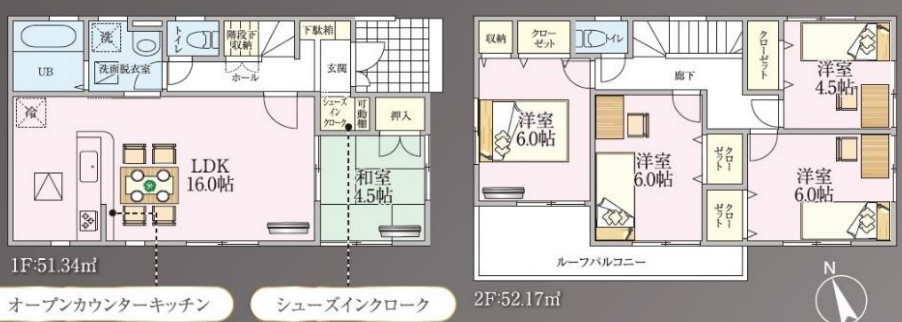 UB
洗
洗面脱衣室
トイレ
階段下
収納
ホール
下駄箱
玄関
冷
LDK
16.0帖
シューズ
イン
クローク
可動棚
押入
和室
4.5帖
1F:51.34㎡
オープンカウンターキッチン
シューズインクローク
収納
クロー
ゼット
トイレ
廊下
クローゼット
洋室
4.5帖
洋室
6.0帖
洋室
6.0帖
クロー
ゼット
クロー
ゼット
洋室
6.0帖
ルーフバルコニー
2F:52.17㎡
N